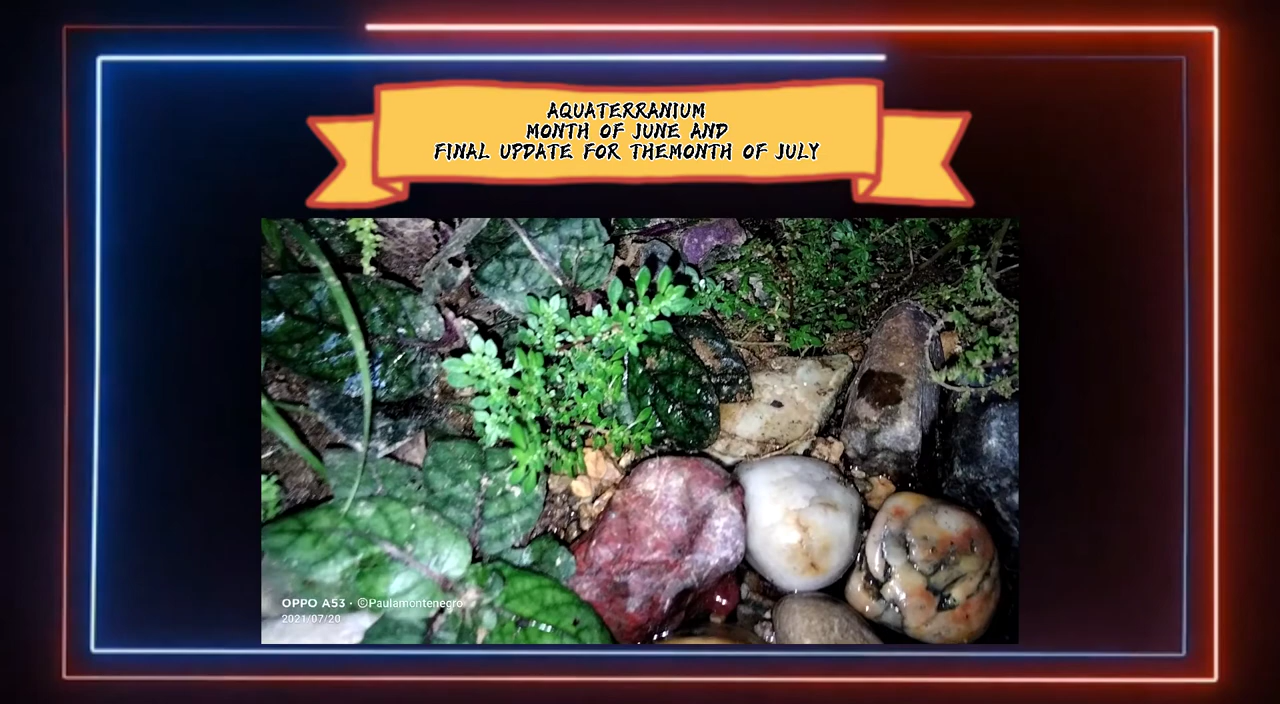 AQUATERRANIUM
MONTH OF JUNE AND
FINAL UPDATE FOR THEMONTH OF JULY
OPPO A53 · ©Paulamontenegro
2021/07/20